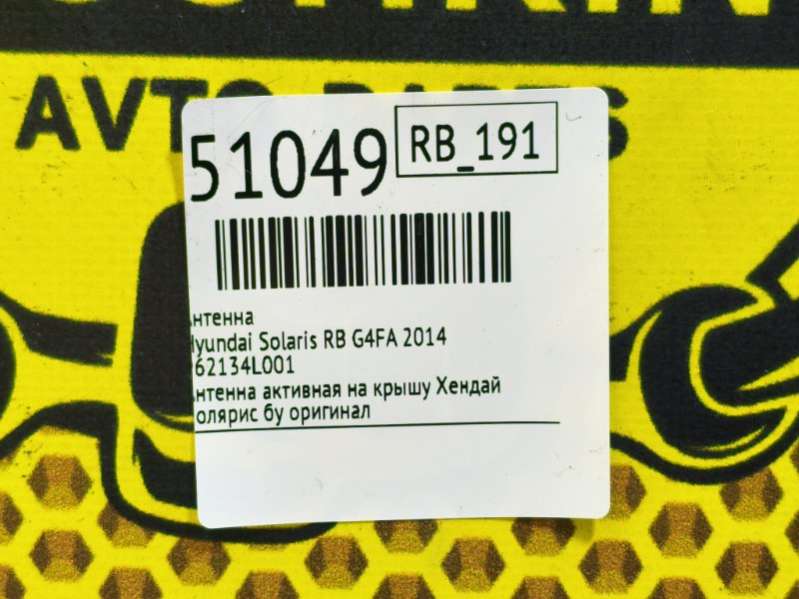 AVTO PARTS
51049
RB_191
нтенна
yundai Solaris RB G4FA 2014
62134L001
нтенна активная на крышу Хендай
олярис бу оригинал